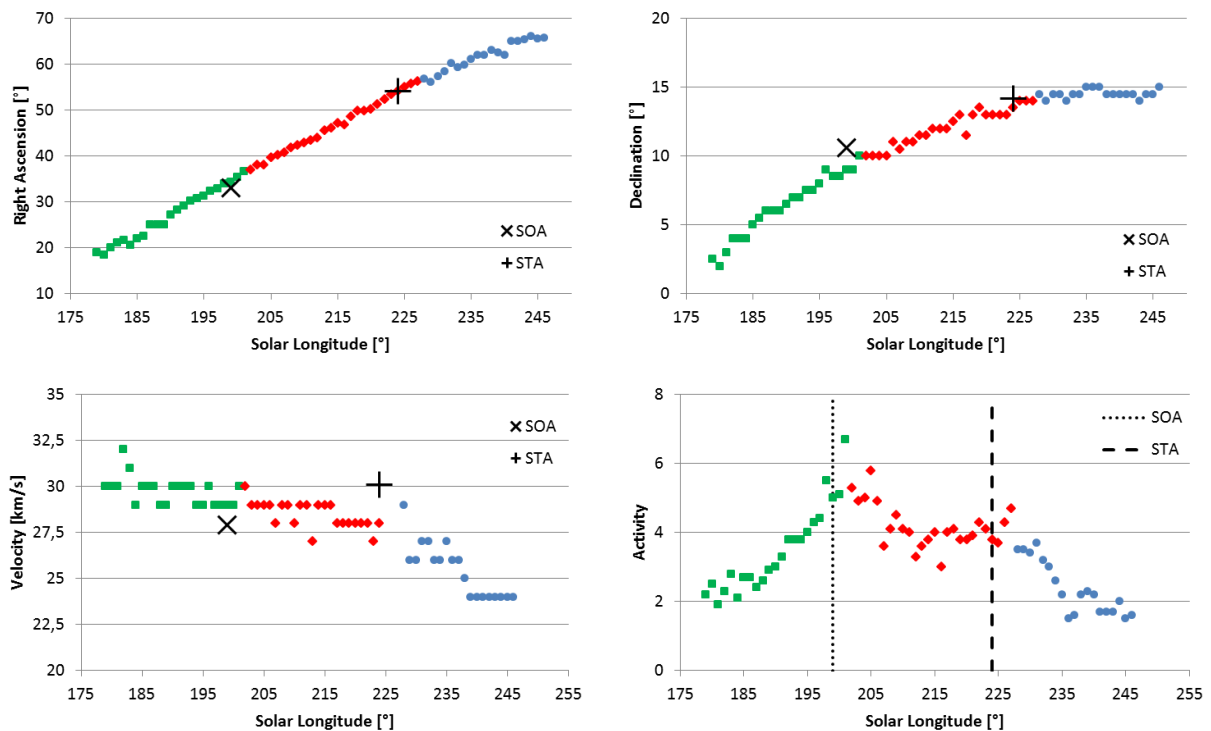 70
60
50
40
30
20
10
Right Ascension [°]
175 185 195 205 215 225 235 245
Solar Longitude [°]
SOA
STA
20
15
10
5
0
Declination [°]
175 185 195 205 215 225 235 245
Solar Longitude [°]
SOA
STA
35
32,5
30
27,5
25
22,5
20
Velocity [km/s]
175 185 195 205 215 225 235 245 255
Solar Longitude [°]
SOA
STA
8
6
4
2
0
Activity
175 185 195 205 215 225 235 245 255
Solar Longitude [°]
SOA
STA